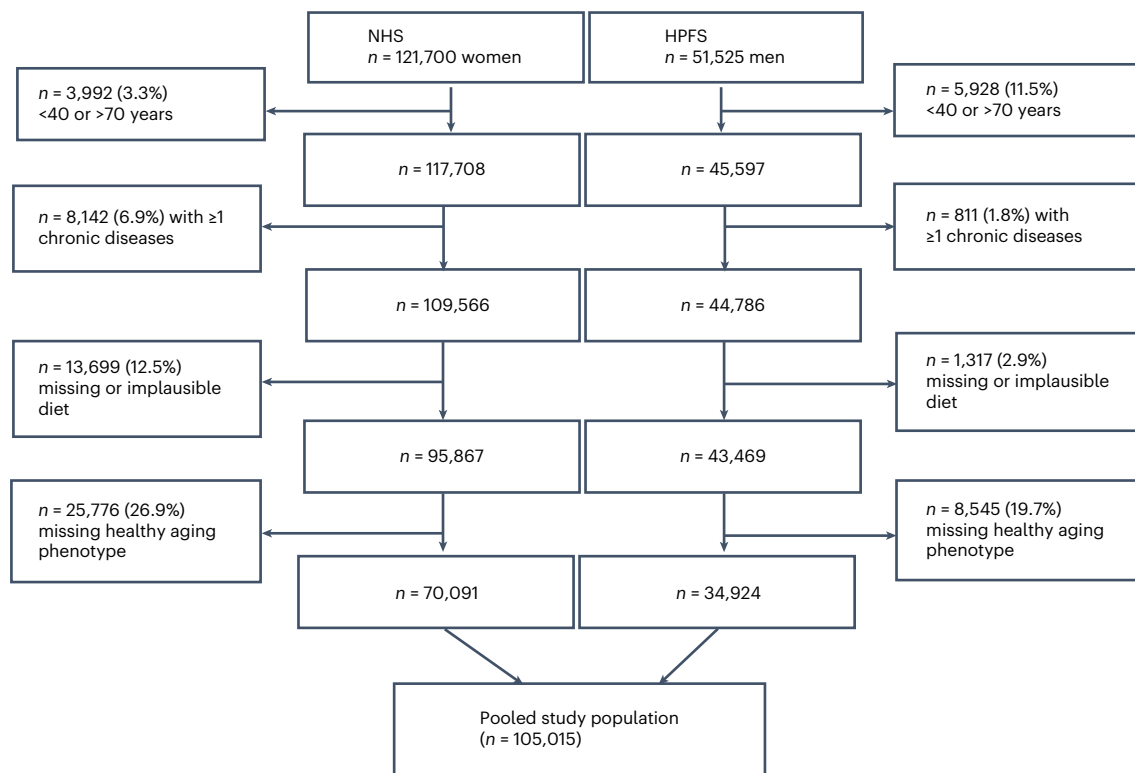 NHS
n = 121,700 women
HPFS
n = 51,525 men
n = 3,992 (3.3%)
<40 or >70 years
n = 5,928 (11.5%)
<40 or >70 years
n = 117,708
n = 45,597
n = 8,142 (6.9%) with ≥1
chronic diseases
n = 811 (1.8%) with
≥1 chronic diseases
n = 109,566
n = 44,786
n = 13,699 (12.5%)
missing or implausible
diet
n = 1,317 (2.9%)
missing or implausible
diet
n = 95,867
n = 43,469
n = 25,776 (26.9%)
missing healthy aging
phenotype
n = 8,545 (19.7%)
missing healthy aging
phenotype
n = 70,091
n = 34,924
Pooled study population
(n = 105,015)